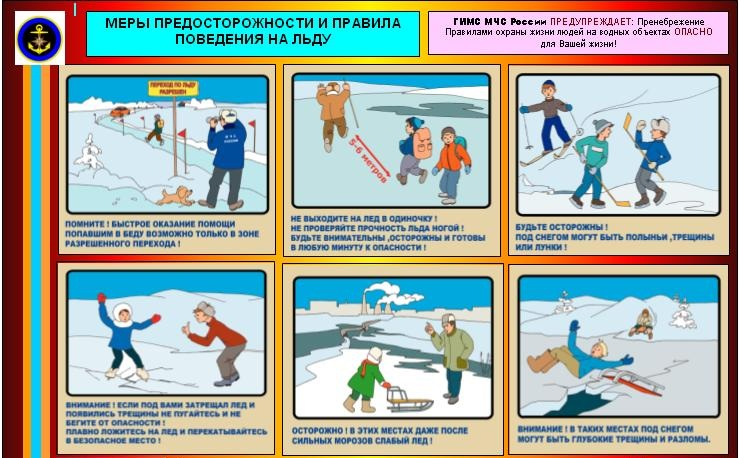 МЕРЫ ПРЕДОСТОРОЖНОСТИ И ПРАВИЛА
ПОВЕДЕНИЯ НА ЛЬДУ
ГИМС МЧС России ПРЕДУПРЕЖДАЕТ: Пренебрежение
Правилами охраны жизни людей на водных объектах ОПАСНО
для Вашей жизни!
ПЕРЕХОД ПО ЛЬДУ
РАЗРЕШЕН
МЧС
РОССИИ
ПОМНИТЕ ! БЫСТРОЕ ОКАЗАНИЕ ПОМОЩИ
ПОПАВШИМ В БЕДУ ВОЗМОЖНО ТОЛЬКО В ЗОНЕ
РАЗРЕШЕННОГО ПЕРЕХОДА !
5-6 метров
НЕ ВЫХОДИТЕ НА ЛЕД В ОДИНОЧКУ !
НЕ ПРОВЕРЯЙТЕ ПРОЧНОСТЬ ЛЬДА НОГОЙ !
БУДЬТЕ ВНИМАТЕЛЬНЫ ,ОСТОРОЖНЫ И ГОТОВЫ
В ЛЮБУЮ МИНУТУ К ОПАСНОСТИ !
БУДЬТЕ ОСТОРОЖНЫ !
ПОД СНЕГОМ МОГУТ БЫТЬ ПОЛЫНЬИ ,ТРЕЩИНЫ
ИЛИ ЛУНКИ !
ВНИМАНИЕ ! ЕСЛИ ПОД ВАМИ ЗАТРЕЩАЛ ЛЕД И
ПОЯВИЛИСЬ ТРЕЩИНЫ НЕ ПУГАЙТЕСЬ И НЕ
БЕГИТЕ ОТ ОПАСНОСТИ !
ПЛАВНО ЛОЖИТЕСЬ НА ЛЕД И ПЕРЕКАТЫВАЙТЕСЬ
В БЕЗОПАСНОЕ МЕСТО !
ОСТОРОЖНО ! В ЭТИХ МЕСТАХ ДАЖЕ ПОСЛЕ
СИЛЬНЫХ МОРОЗОВ СЛАБЫЙ ЛЕД !
ВНИМАНИЕ ! В ТАКИХ МЕСТАХ ПОД СНЕГОМ
МОГУТ БЫТЬ ГЛУБОКИЕ ТРЕЩИНЫ И РАЗЛОМЫ.